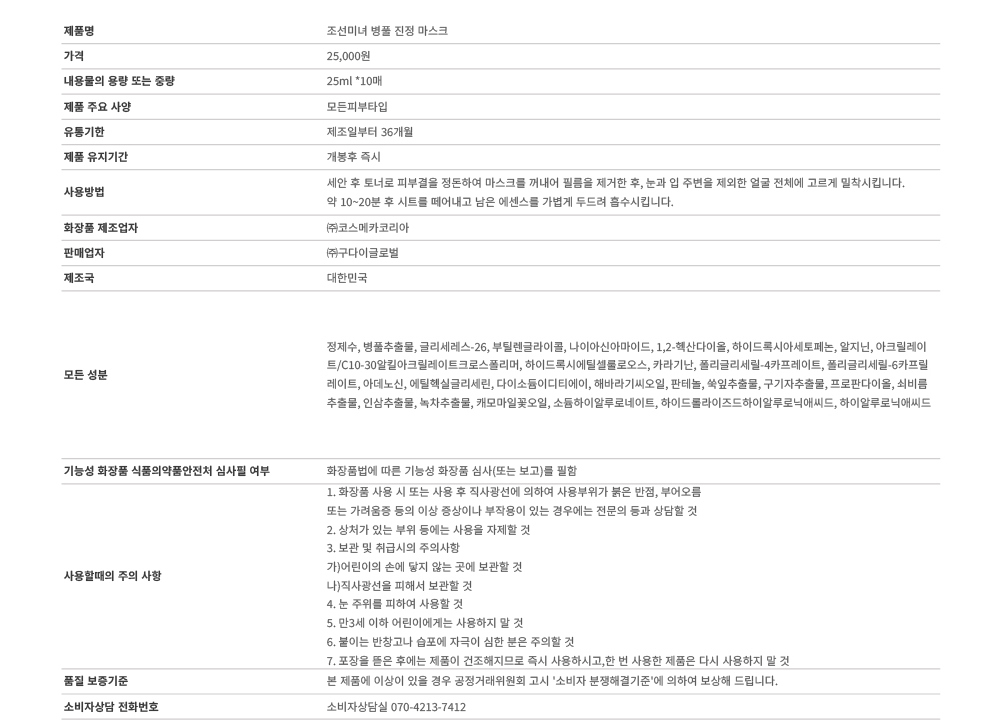 제품명 조선미녀 병풀 진정 마스크
가격 25,000원
내용물의 용량 또는 중량 25ml *10매
제품 주요 사양 모든피부타입
유통기한 제조일부터 36개월
제품 유지기간 개봉후 즉시
사용방법 세안 후 토너로 피부결을 정돈하여 마스크를 꺼내어 필름을 제거한 후, 눈과 입 주변을 제외한 얼굴 전체에 고르게 밀착시킵니다.
약 10~20분 후 시트를 떼어내고 남은 에센스를 가볍게 두드려 흡수시킵니다.
화장품 제조업자 ㈜코스메카코리아
판매업자 ㈜구다이글로벌
제조국 대한민국
모든 성분 정제수, 병풀추출물, 글리세레스-26, 부틸렌글라이콜, 나이아신아마이드, 1,2-헥산다이올, 하이드록시아세토페논, 알지닌, 아크릴레이
트/C10-30알킬아크릴레이트크로스폴리머, 하이드록시에틸셀룰로오스, 카라기난, 폴리글리세릴-4카프레이트, 폴리글리세릴-6카프릴
레이트, 아데노신, 에틸헥실글리세린, 다이소듐이디티에이, 해바라기씨오일, 판테놀, 쑥잎추출물, 구기자추출물, 프로판다이올, 쇠비름
추출물, 인삼추출물, 녹차추출물, 캐모마일꽃오일, 소듐하이알루로네이트, 하이드롤라이즈드하이알루로닉애씨드, 하이알루로닉애씨드
기능성 화장품 식품의약품안전처 심사필 여부 화장품법에 따른 기능성 화장품 심사(또는 보고)를 필함
사용할때의 주의 사항 1. 화장품 사용 시 또는 사용 후 직사광선에 의하여 사용부위가 붉은 반점, 부어오름
또는 가려움증 등의 이상 증상이나 부작용이 있는 경우에는 전문의 등과 상담할 것
2. 상처가 있는 부위 등에는 사용을 자제할 것
3. 보관 및 취급시의 주의사항
가)어린이의 손에 닿지 않는 곳에 보관할 것
나)직사광선을 피해서 보관할 것
4. 눈 주위를 피하여 사용할 것
5. 만3세 이하 어린이에게는 사용하지 말 것
6. 붙이는 반창고나 습포에 자극이 심한 분은 주의할 것
7. 포장을 뜯은 후에는 제품이 건조해지므로 즉시 사용하시고,한 번 사용한 제품은 다시 사용하지 말 것
품질 보증기준 본 제품에 이상이 있을 경우 공정거래위원회 고시 '소비자 분쟁해결기준'에 의하여 보상해 드립니다.
소비자상담 전화번호 소비자상담실 070-4213-7412